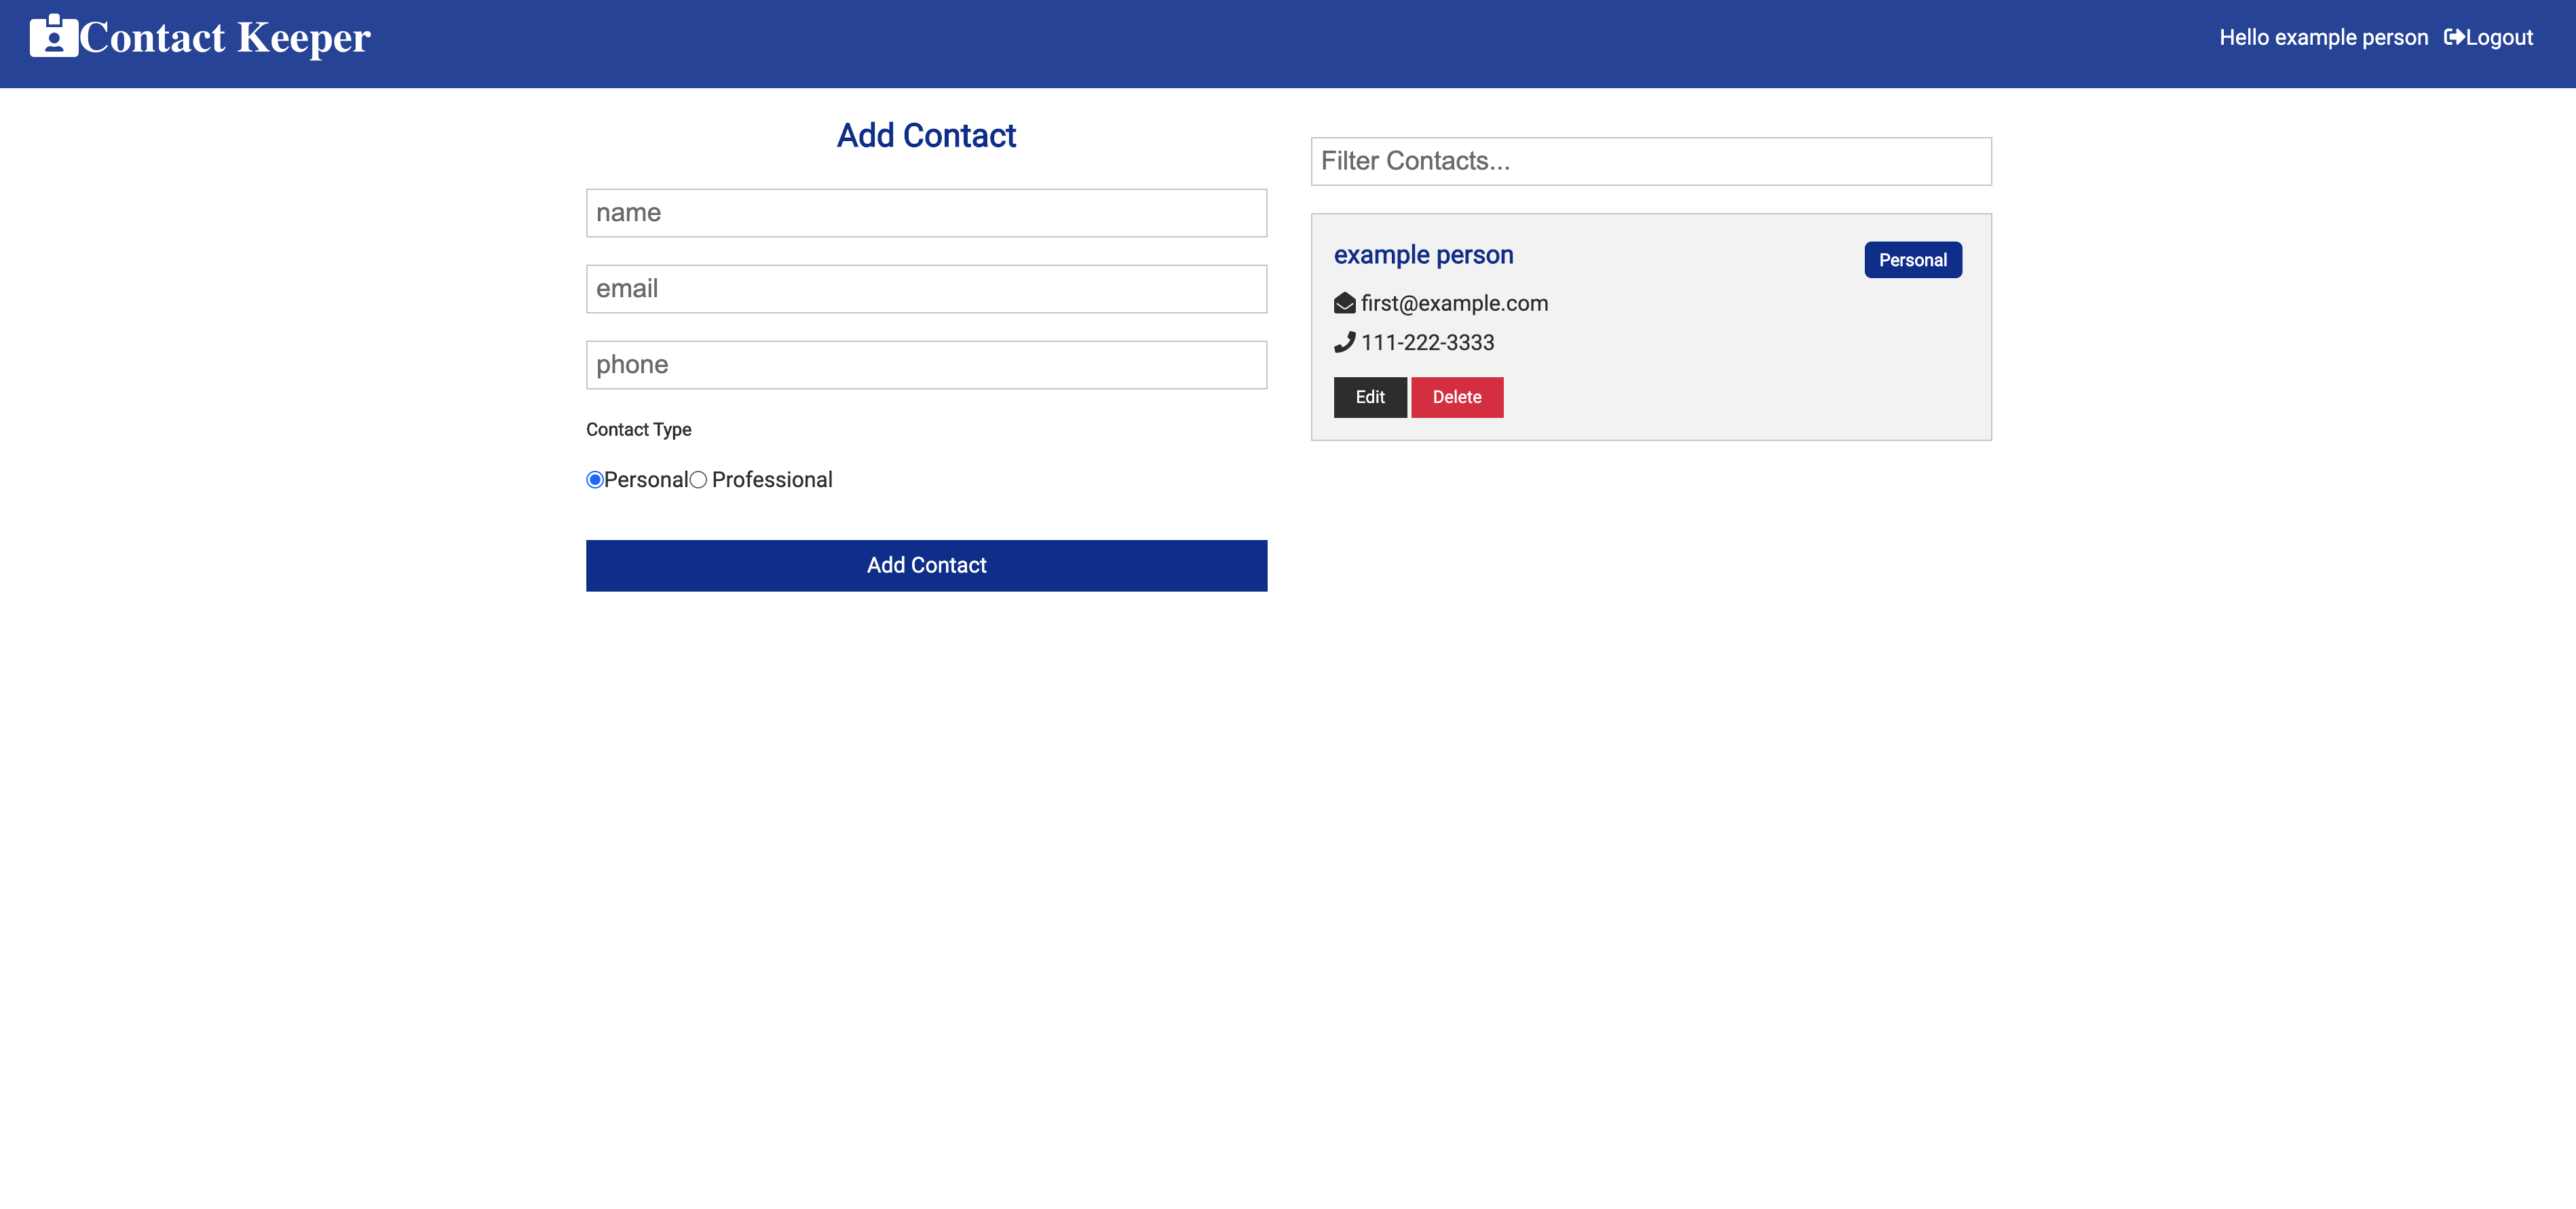 Contact Keeper
Hello example person Logout
Add Contact
name
email
phone
Contact Type
Personal Professional
Add Contact
Filter Contacts...
example person
Personal
first@example.com
111-222-3333
Edit Delete